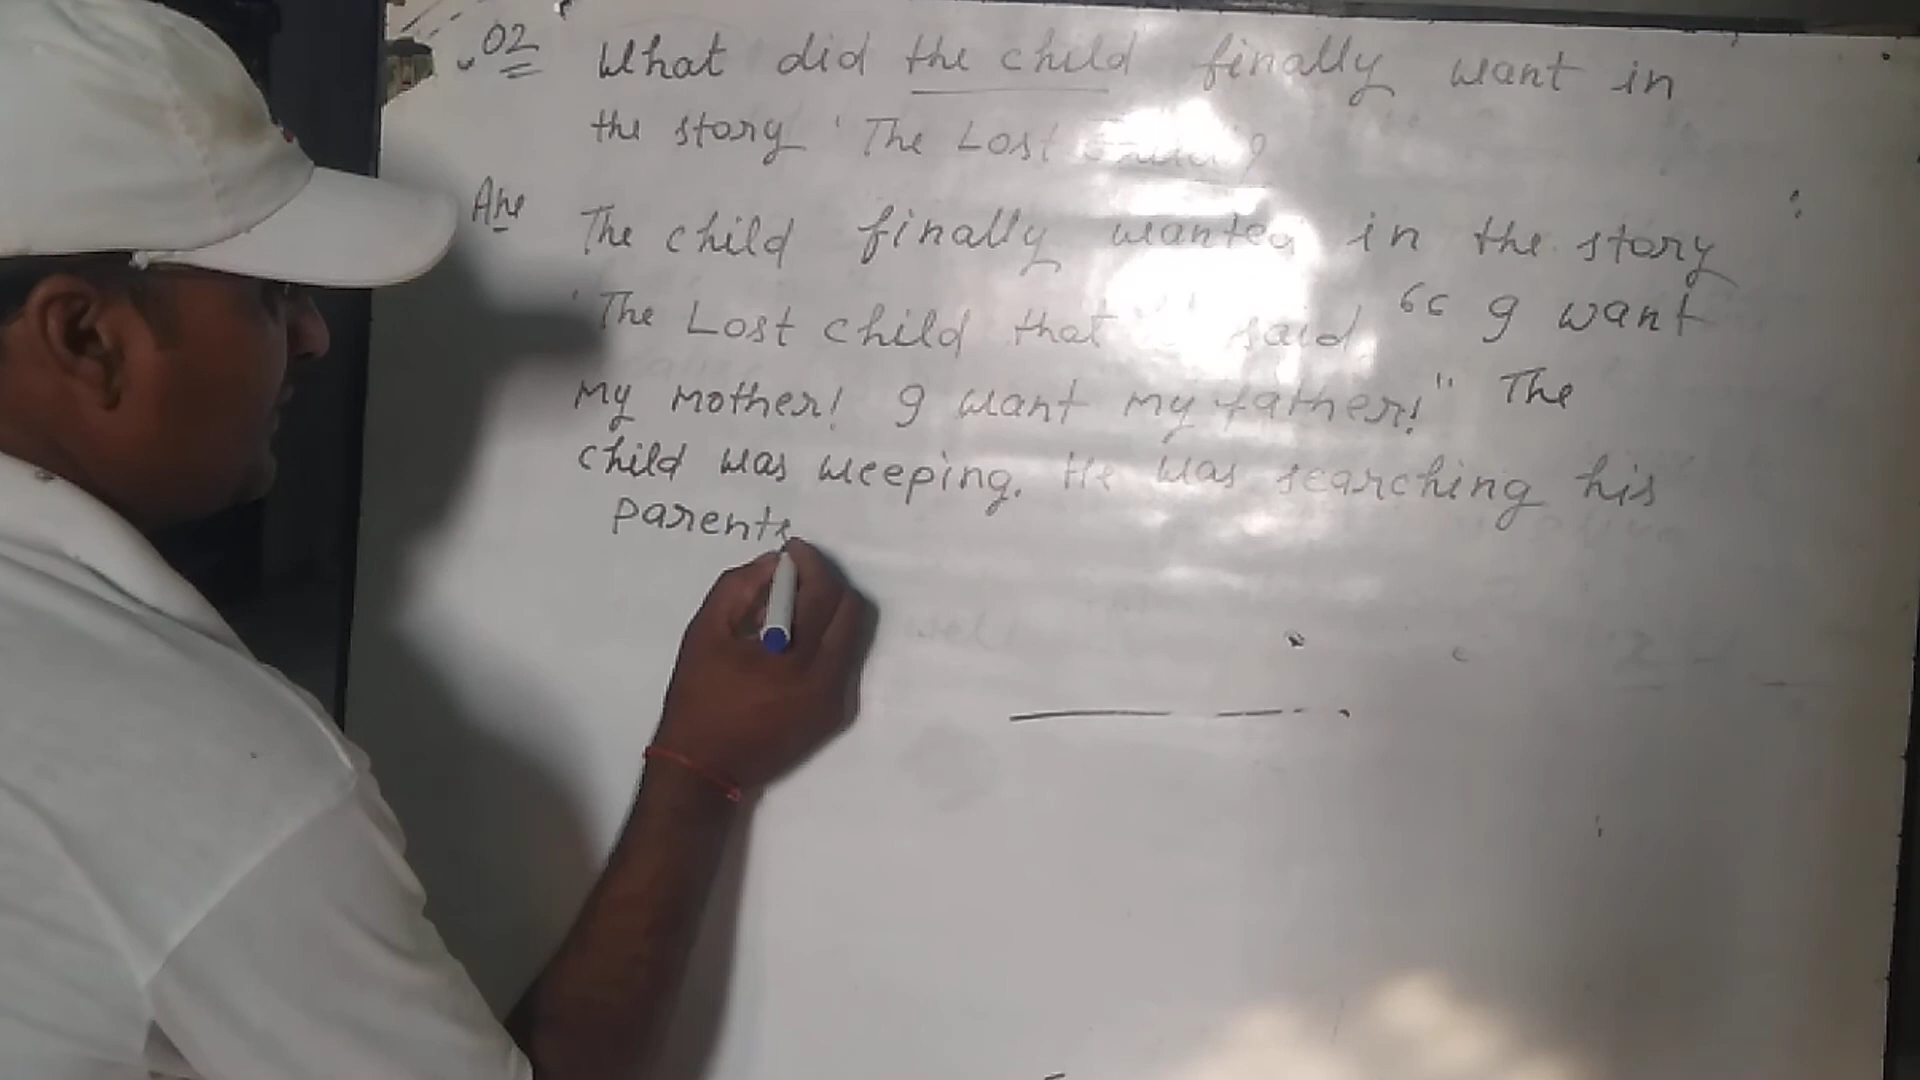 02 What did the child finally want in
the story 'The Lost child?
Ans The child finally wanted in the story
'The Lost child that said "I want
my mother! I want my father!" The
child was weeping. He was searching his
parents